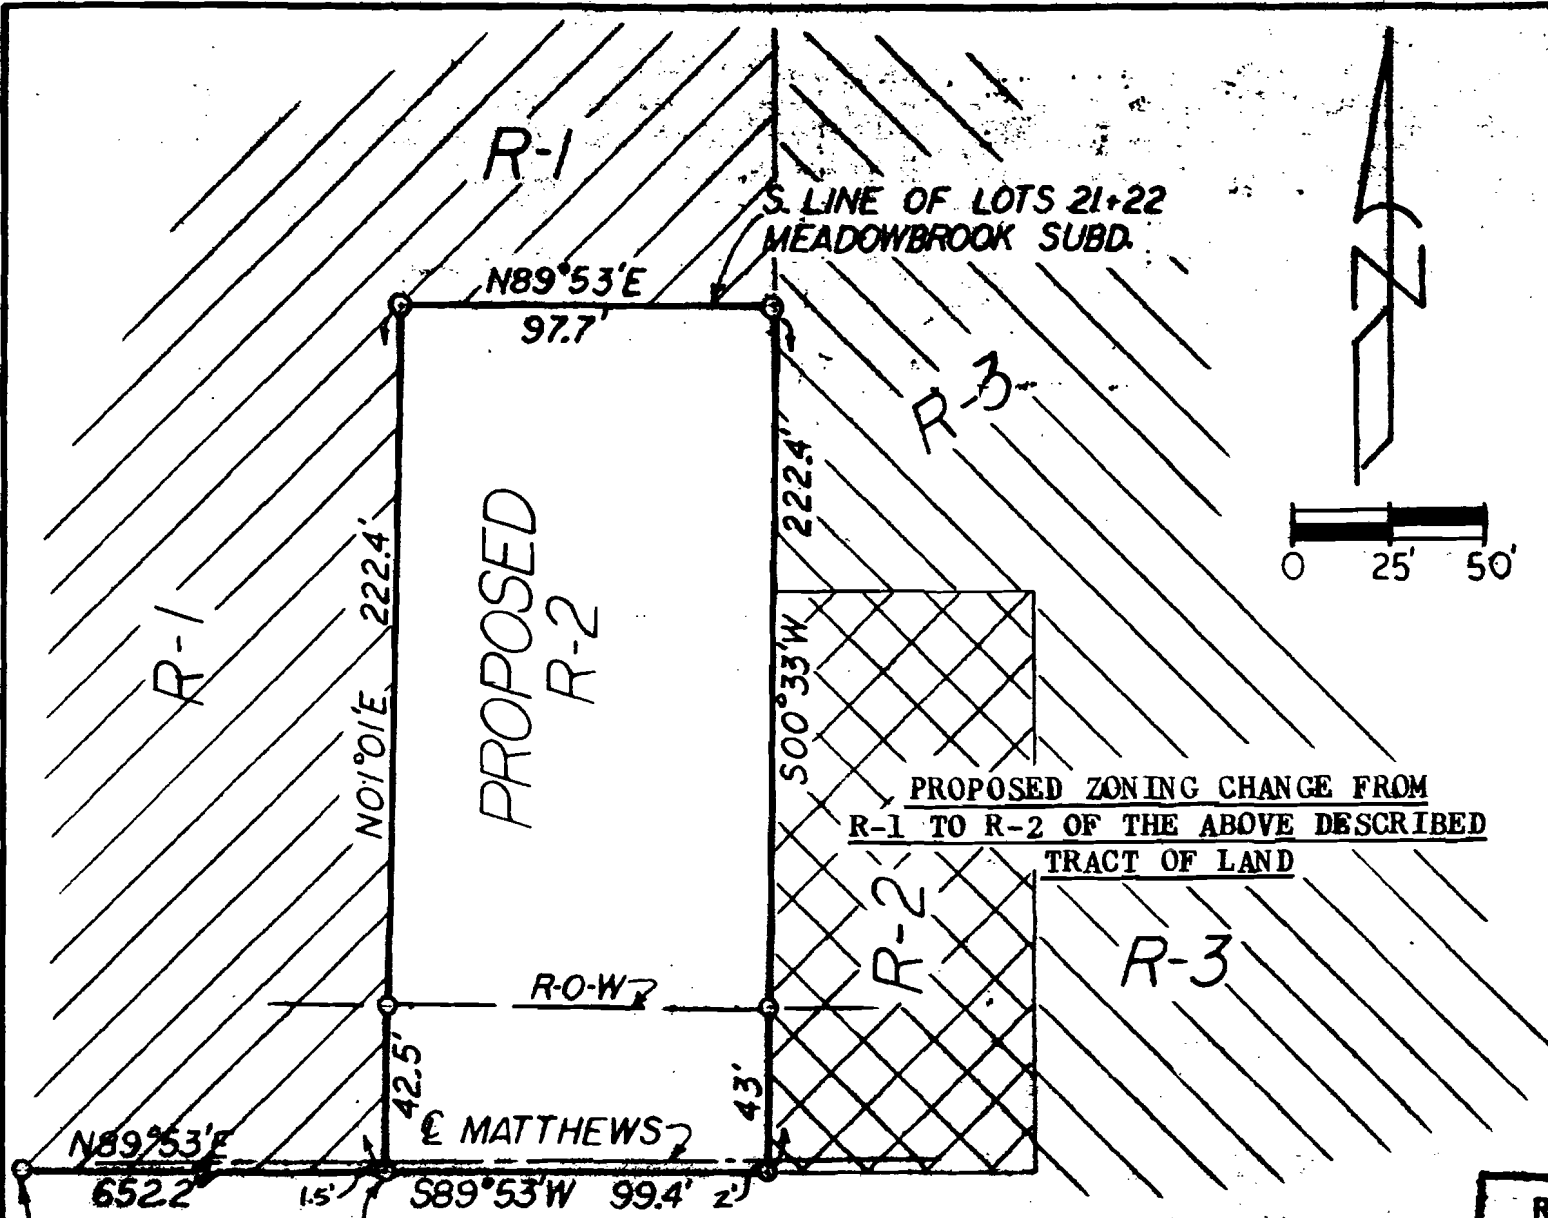 R-1
S. LINE OF LOTS 21+22
MEADOWBROOK SUBD.
N89°53'E
97.7'
R-3
N
222.4'
0 25' 50'
222.4'
PROPOSED
R-2
R-1
S00°33'W
N01°01'E
PROPOSED ZONING CHANGE FROM
R-1 TO R-2 OF THE ABOVE DESCRIBED
TRACT OF LAND
R-2
R-3
R-O-W
42.5'
43'
℄ MATTHEWS
N89°53'E
652.2'
1.5'
S89°53'W 99.4' 2'
R